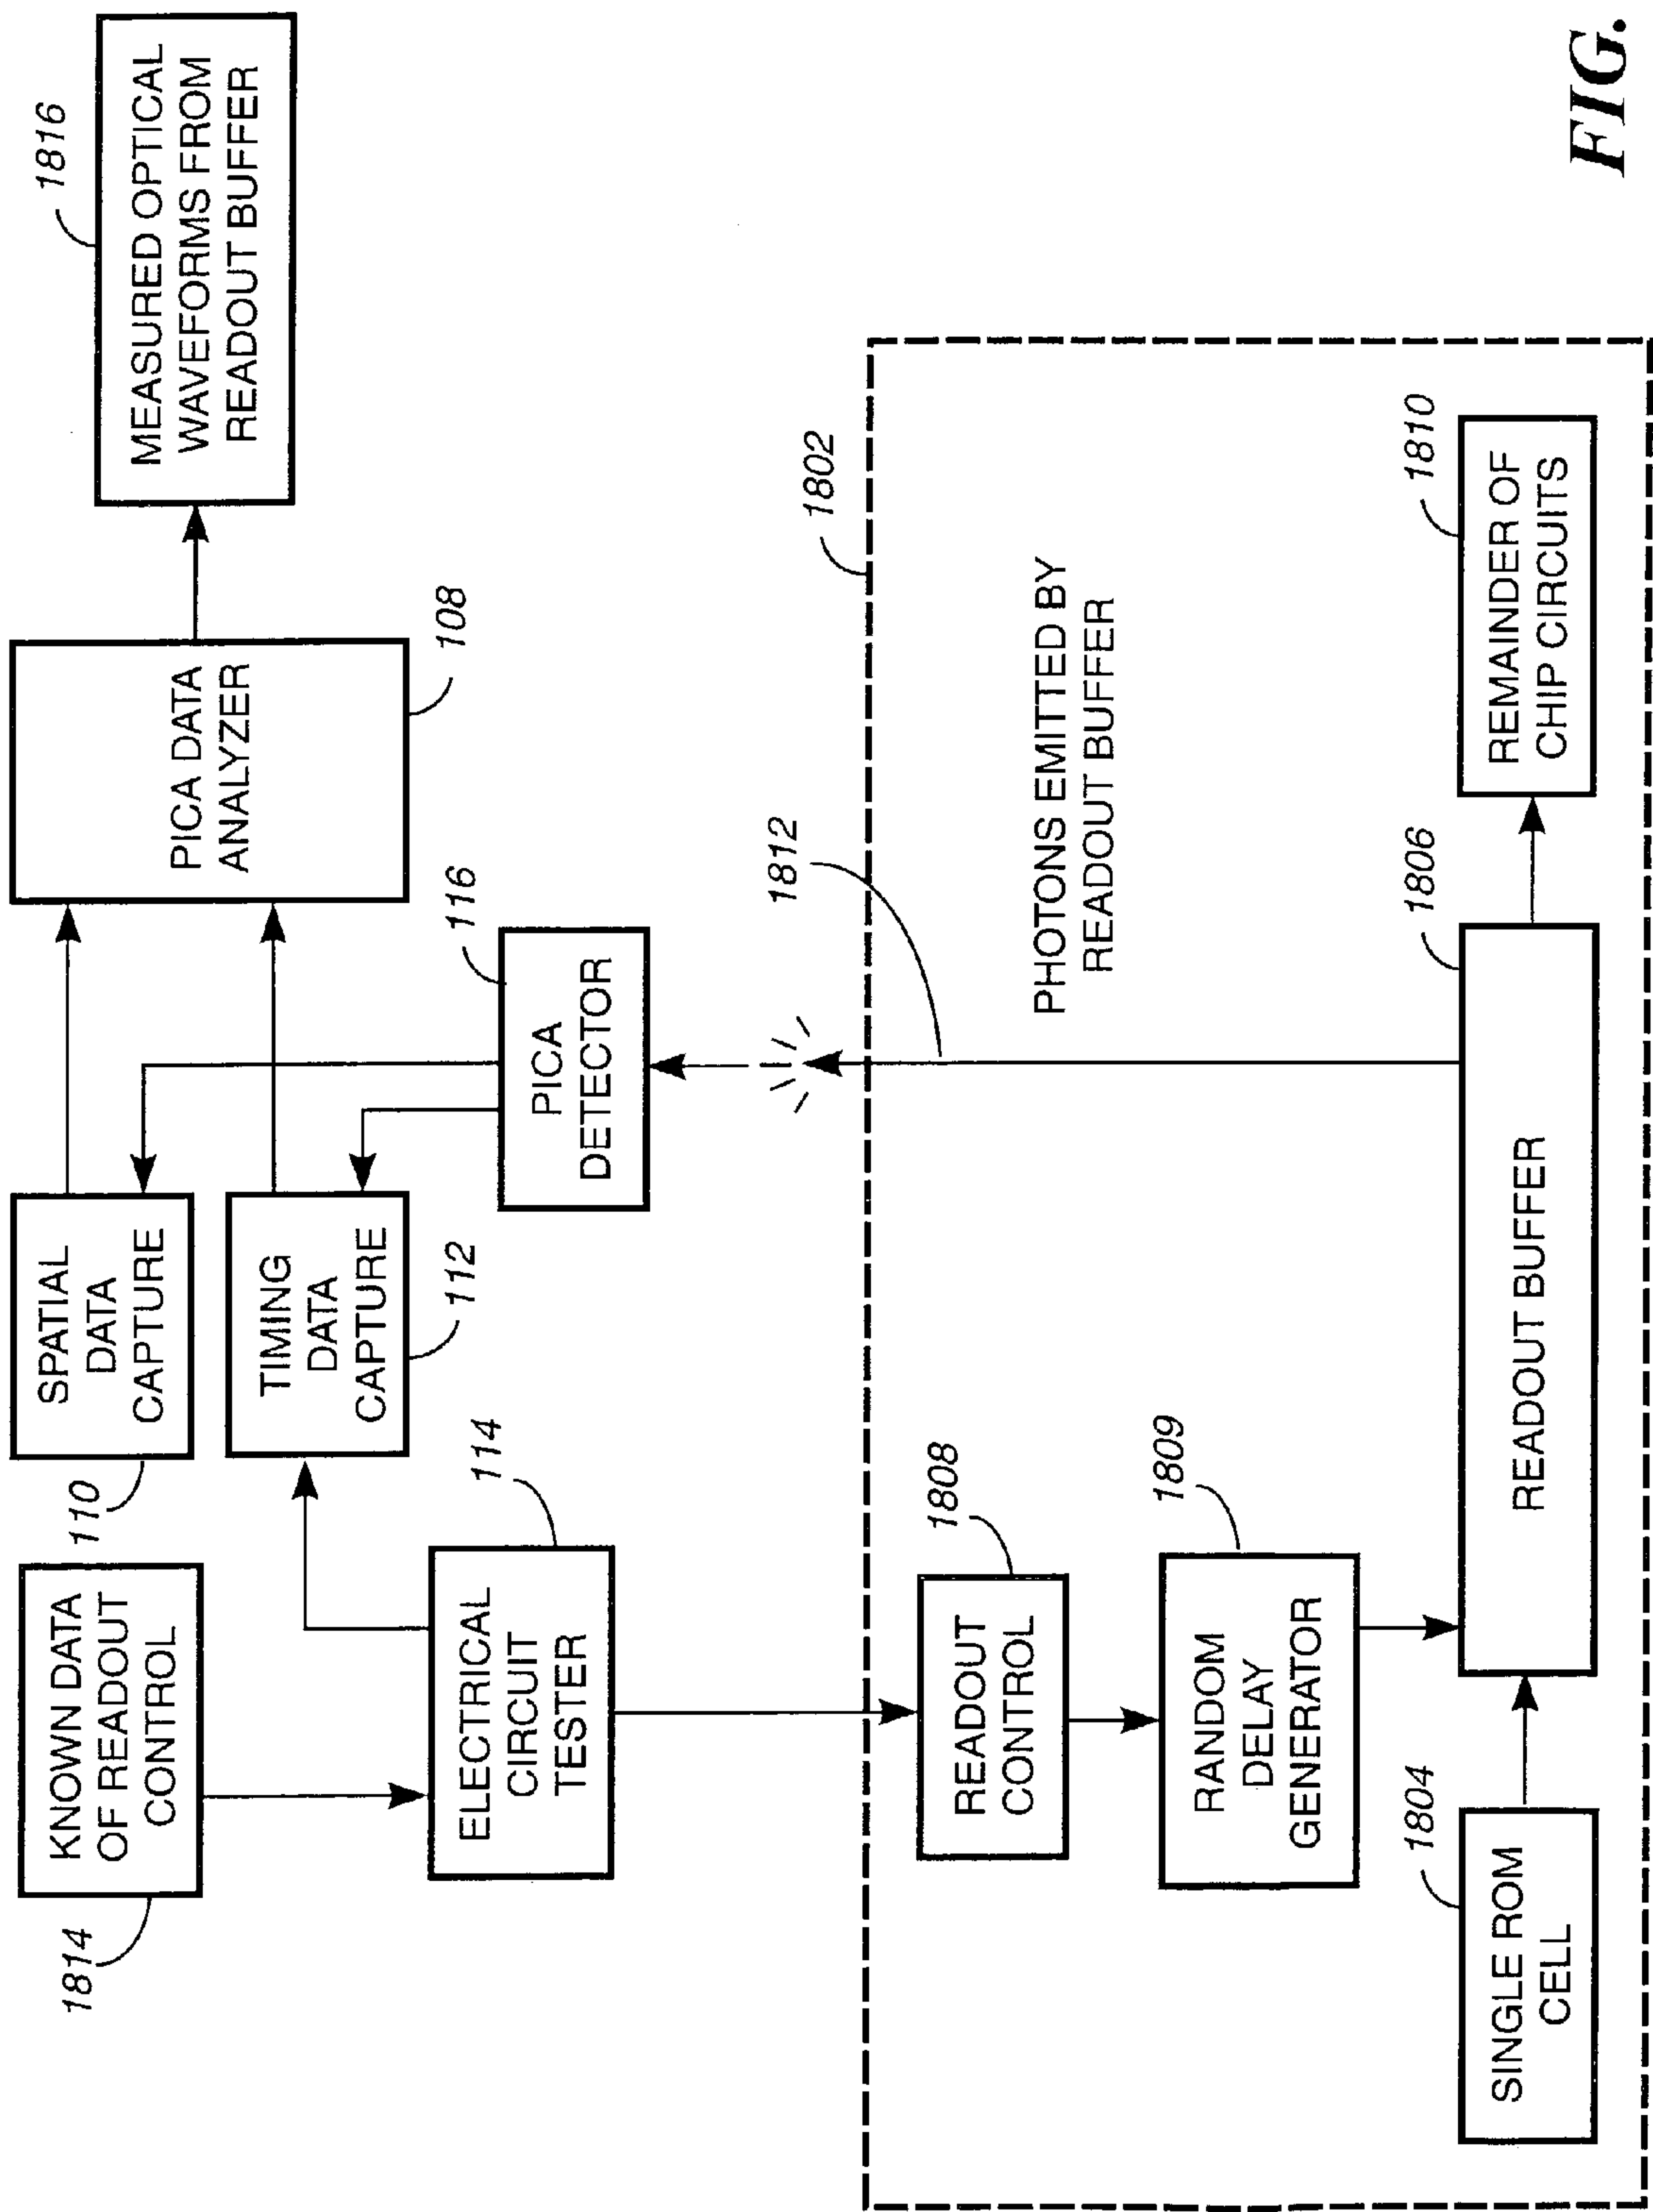 1814
KNOWN DATA
OF READOUT
CONTROL
110
SPATIAL
DATA
CAPTURE
PICA DATA
ANALYZER
108
1816
MEASURED OPTICAL
WAVEFORMS FROM
READOUT BUFFER
TIMING
DATA
CAPTURE
112
ELECTRICAL
CIRCUIT
TESTER
114
PICA
DETECTOR
116
1812
1802
READOUT
CONTROL
1808
PHOTONS EMITTED BY
READOUT BUFFER
RANDOM
DELAY
GENERATOR
1809
1804
SINGLE ROM
CELL
READOUT BUFFER
1806
REMAINDER OF
CHIP CIRCUITS
1810
FIG.